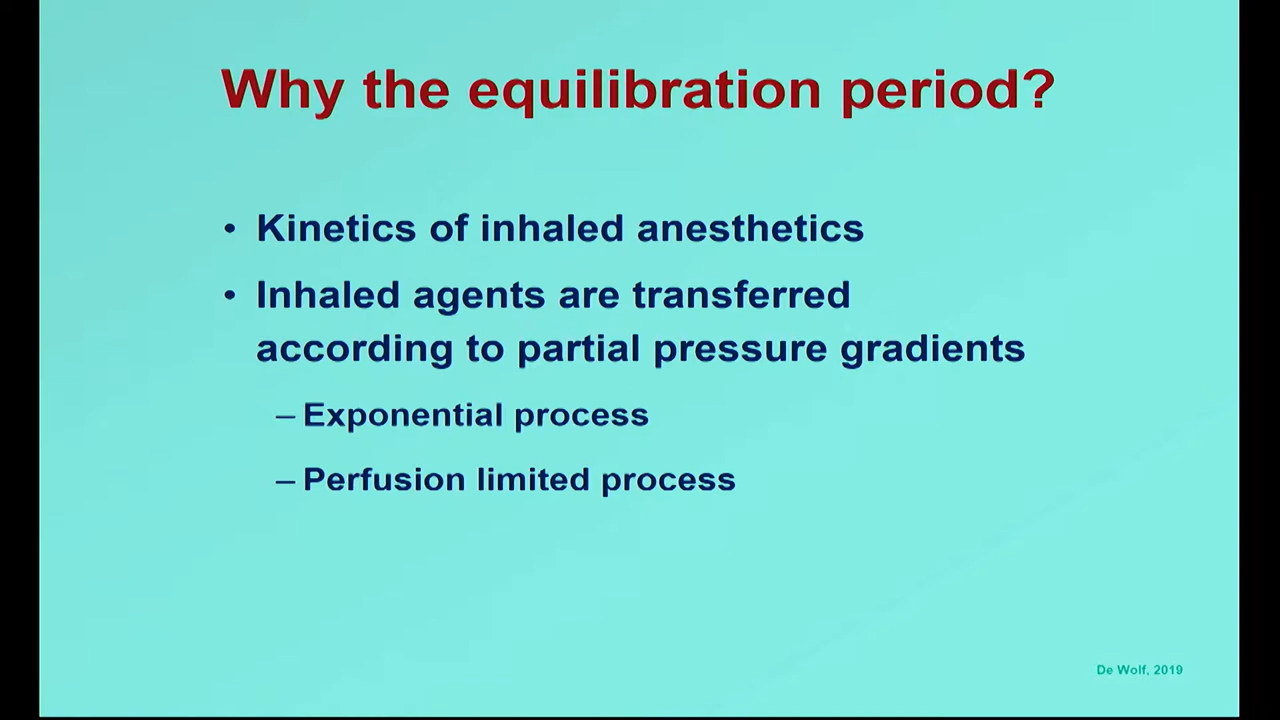 Why the equilibration period?
• Kinetics of inhaled anesthetics
• Inhaled agents are transferred
according to partial pressure gradients
– Exponential process
– Perfusion limited process
De Wolf, 2019